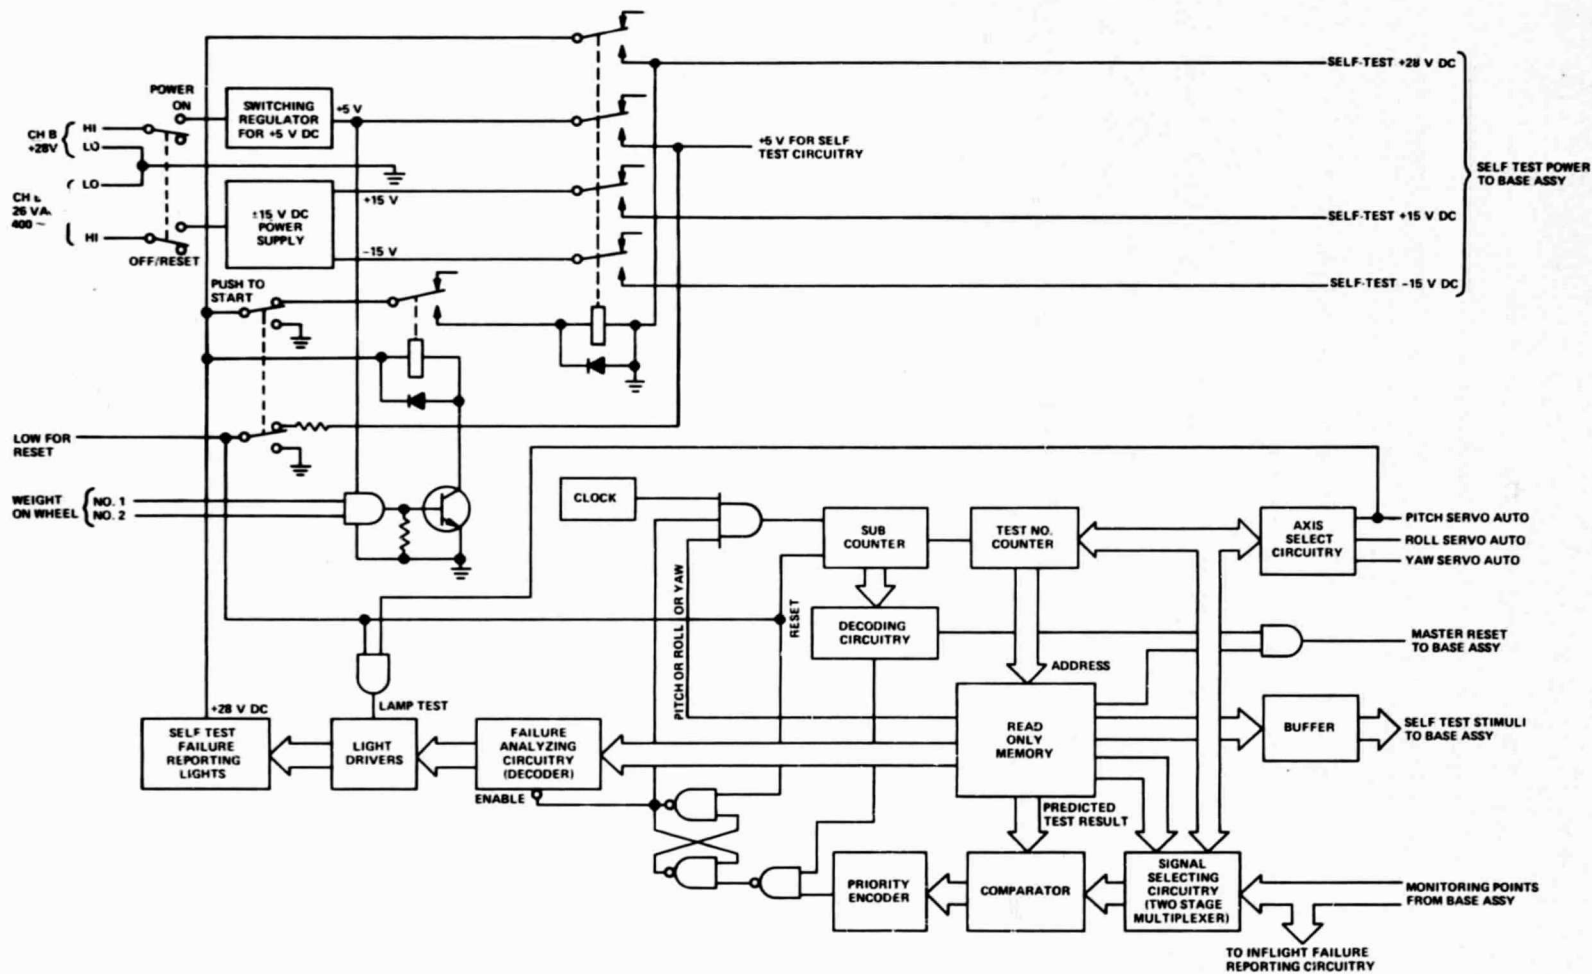 SELF-TEST +28 V DC
POWER
ON
SWITCHING
REGULATOR
FOR +5 V DC
+5 V
CH B
+28V
HI
LO
+5 V FOR SELF
TEST CIRCUITRY
SELF TEST POWER
TO BASE ASSY
LO
26 VA
400 ~
HI
±15 V DC
POWER
SUPPLY
+15 V
-15 V
OFF/RESET
SELF-TEST +15 V DC
SELF-TEST -15 V DC
PUSH TO
START
LOW FOR
RESET
WEIGHT
ON WHEEL
NO. 1
NO. 2
CLOCK
SUB
COUNTER
TEST NO.
COUNTER
AXIS
SELECT
CIRCUITRY
PITCH SERVO AUTO
ROLL SERVO AUTO
YAW SERVO AUTO
PITCH OR ROLL OR YAW
RESET
DECODING
CIRCUITRY
MASTER RESET
TO BASE ASSY
ADDRESS
+28 V DC
LAMP TEST
SELF TEST
FAILURE
REPORTING
LIGHTS
LIGHT
DRIVERS
FAILURE
ANALYZING
CIRCUITRY
(DECODER)
ENABLE
READ
ONLY
MEMORY
BUFFER
SELF TEST STIMULI
TO BASE ASSY
PREDICTED
TEST RESULT
PRIORITY
ENCODER
COMPARATOR
SIGNAL
SELECTING
CIRCUITRY
(TWO STAGE
MULTIPLEXER)
MONITORING POINTS
FROM BASE ASSY
TO INFLIGHT FAILURE
REPORTING CIRCUITRY